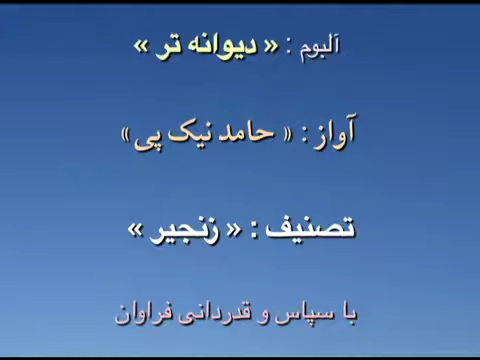 آلبوم : « دیوانه تر »
آواز : « حامد نیک پی»
تصنیف : « زنجیر »
با سپاس و قدردانی فراوان